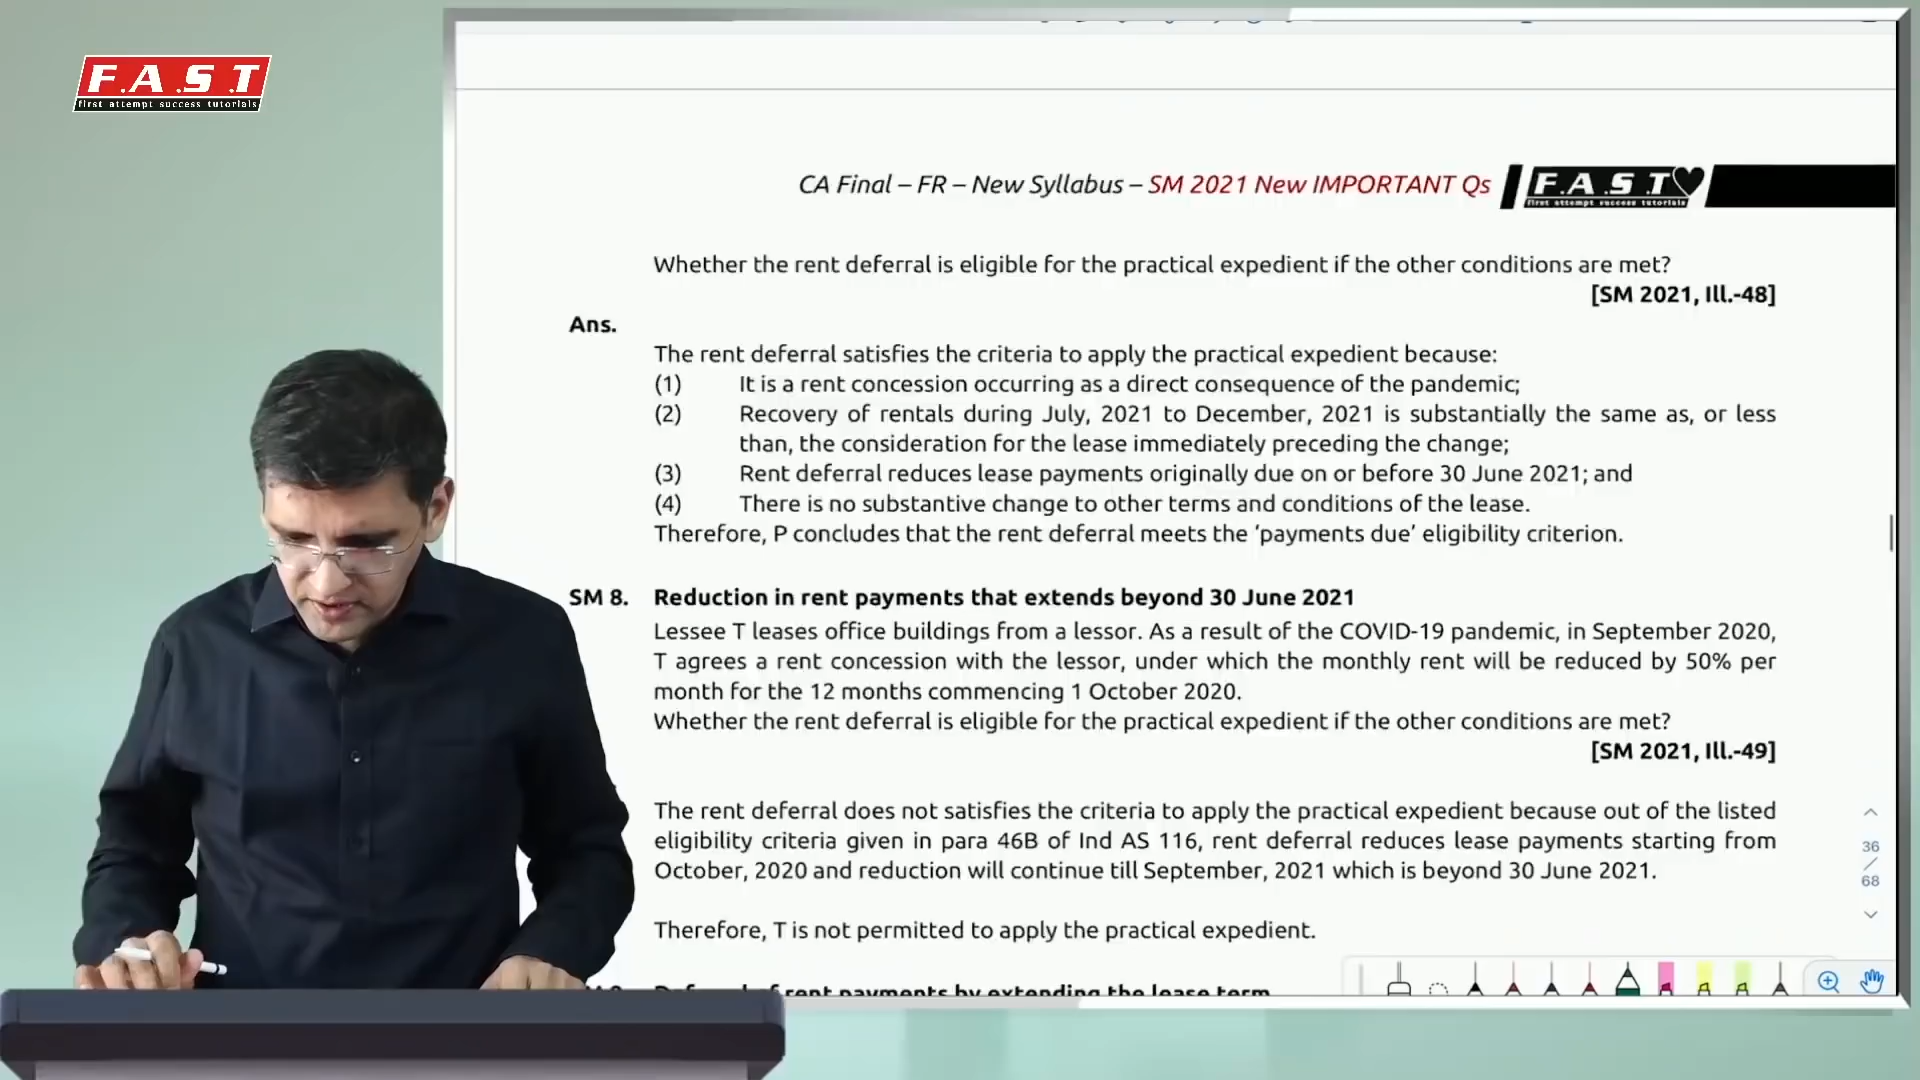 F.A.S.T
first attempt success tutorials
CA Final – FR – New Syllabus – SM 2021 New IMPORTANT Qs
F.A.S.T
first attempt success tutorials
Whether the rent deferral is eligible for the practical expedient if the other conditions are met?
[SM 2021, Ill.-48]
Ans.
The rent deferral satisfies the criteria to apply the practical expedient because:
(1) It is a rent concession occurring as a direct consequence of the pandemic;
(2) Recovery of rentals during July, 2021 to December, 2021 is substantially the same as, or less
than, the consideration for the lease immediately preceding the change;
(3) Rent deferral reduces lease payments originally due on or before 30 June 2021; and
(4) There is no substantive change to other terms and conditions of the lease.
Therefore, P concludes that the rent deferral meets the ‘payments due’ eligibility criterion.
SM 8. Reduction in rent payments that extends beyond 30 June 2021
Lessee T leases office buildings from a lessor. As a result of the COVID-19 pandemic, in September 2020,
T agrees a rent concession with the lessor, under which the monthly rent will be reduced by 50% per
month for the 12 months commencing 1 October 2020.
Whether the rent deferral is eligible for the practical expedient if the other conditions are met?
[SM 2021, Ill.-49]
The rent deferral does not satisfies the criteria to apply the practical expedient because out of the listed
eligibility criteria given in para 46B of Ind AS 116, rent deferral reduces lease payments starting from
October, 2020 and reduction will continue till September, 2021 which is beyond 30 June 2021.
Therefore, T is not permitted to apply the practical expedient.
rent payments by extending the lease term
36
/
68